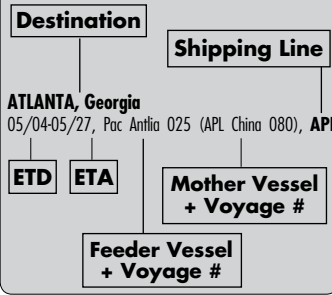 Destination
Shipping Line
ATLANTA, Georgia
05/04-05/27, Pac Antlia 025 (APL China 080), APL
ETD
ETA
Mother Vessel
+ Voyage #
Feeder Vessel
+ Voyage #